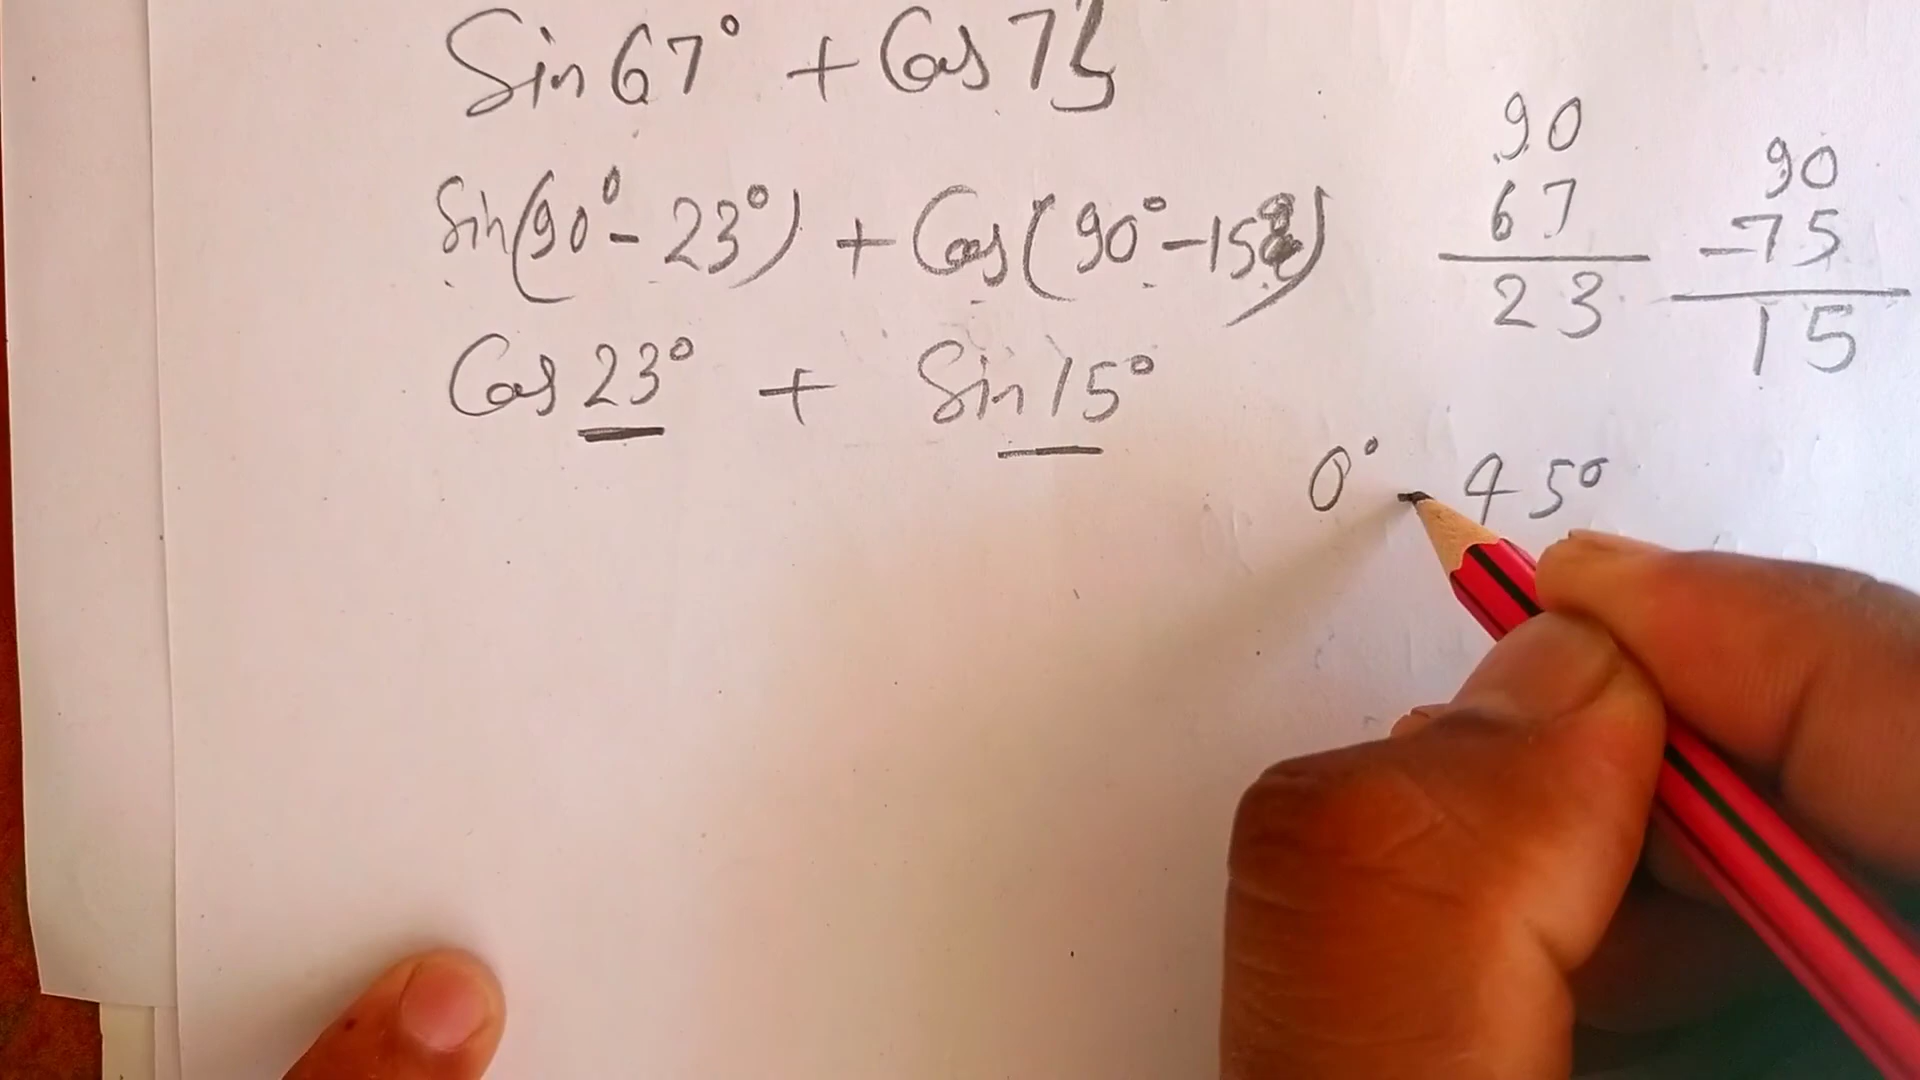 Sin 67° + Cos 75
Sin(90° - 23°) + Cos(90° - 15°)
Cos 23° + Sin 15°
90
67
23
90
-75
15
0° 45°